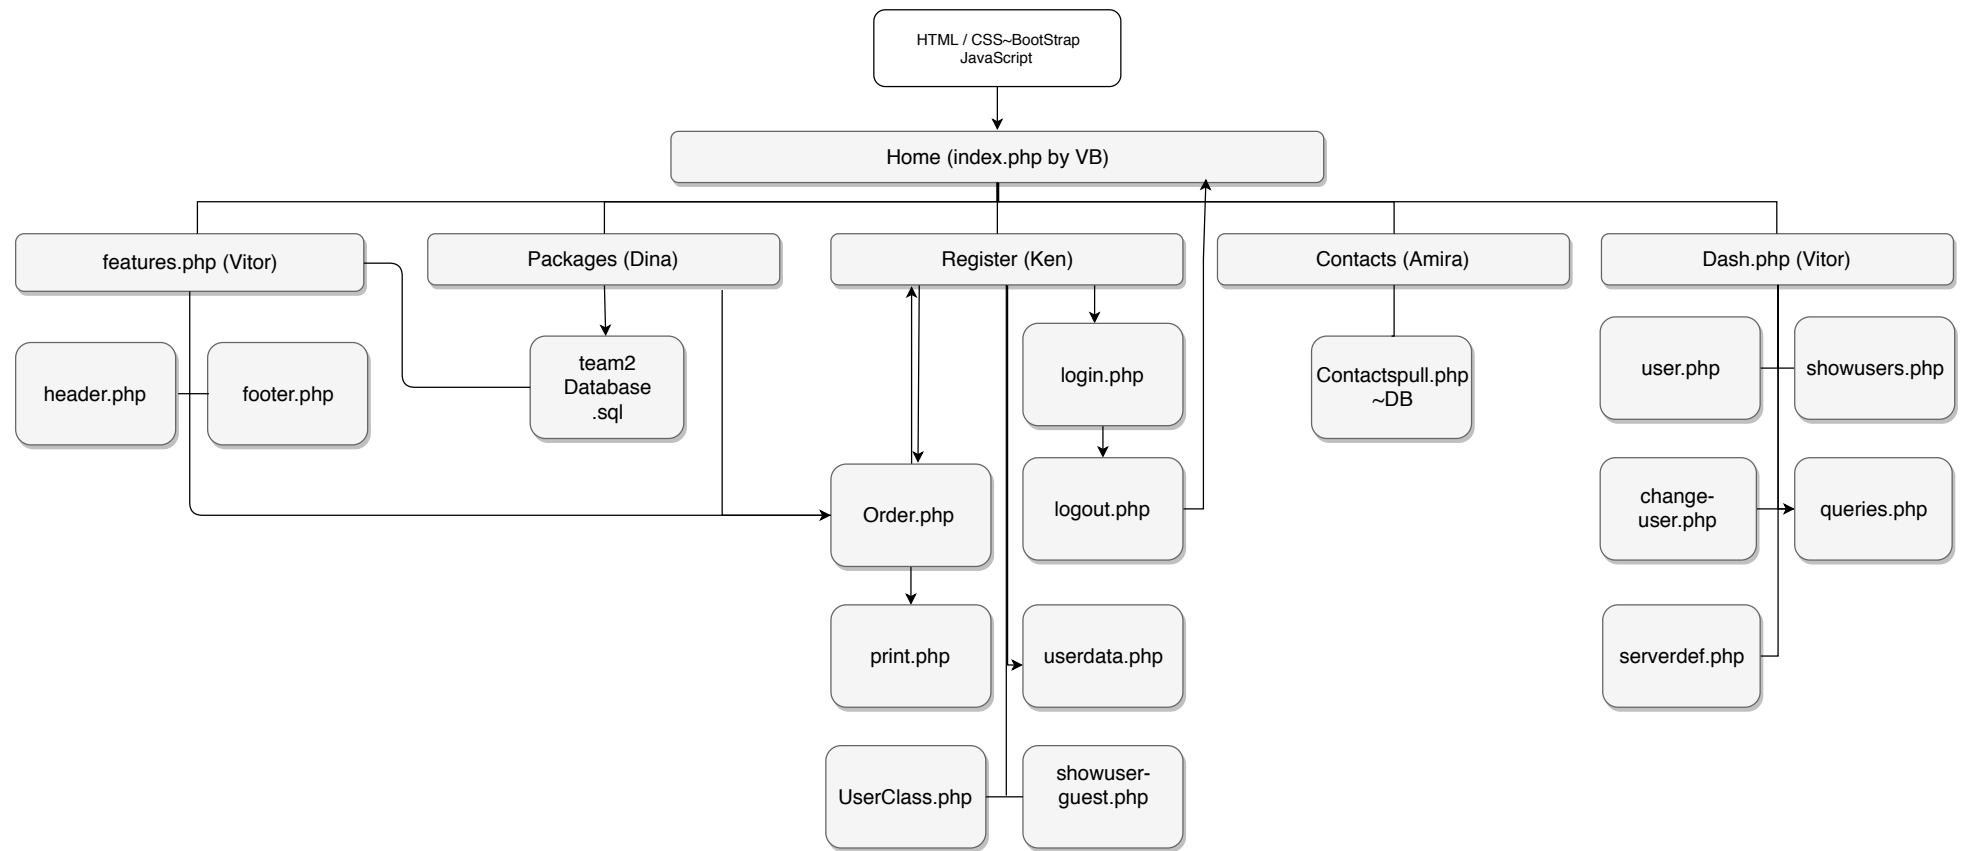 HTML / CSS~BootStrap
JavaScript
Home (index.php by VB)
features.php (Vitor)
Packages (Dina)
Register (Ken)
Contacts (Amira)
Dash.php (Vitor)
header.php
footer.php
team2
Database
.sql
login.php
Contactspull.php
~DB
user.php
showusers.php
Order.php
logout.php
change-
user.php
queries.php
print.php
userdata.php
serverdef.php
UserClass.php
showuser-
guest.php